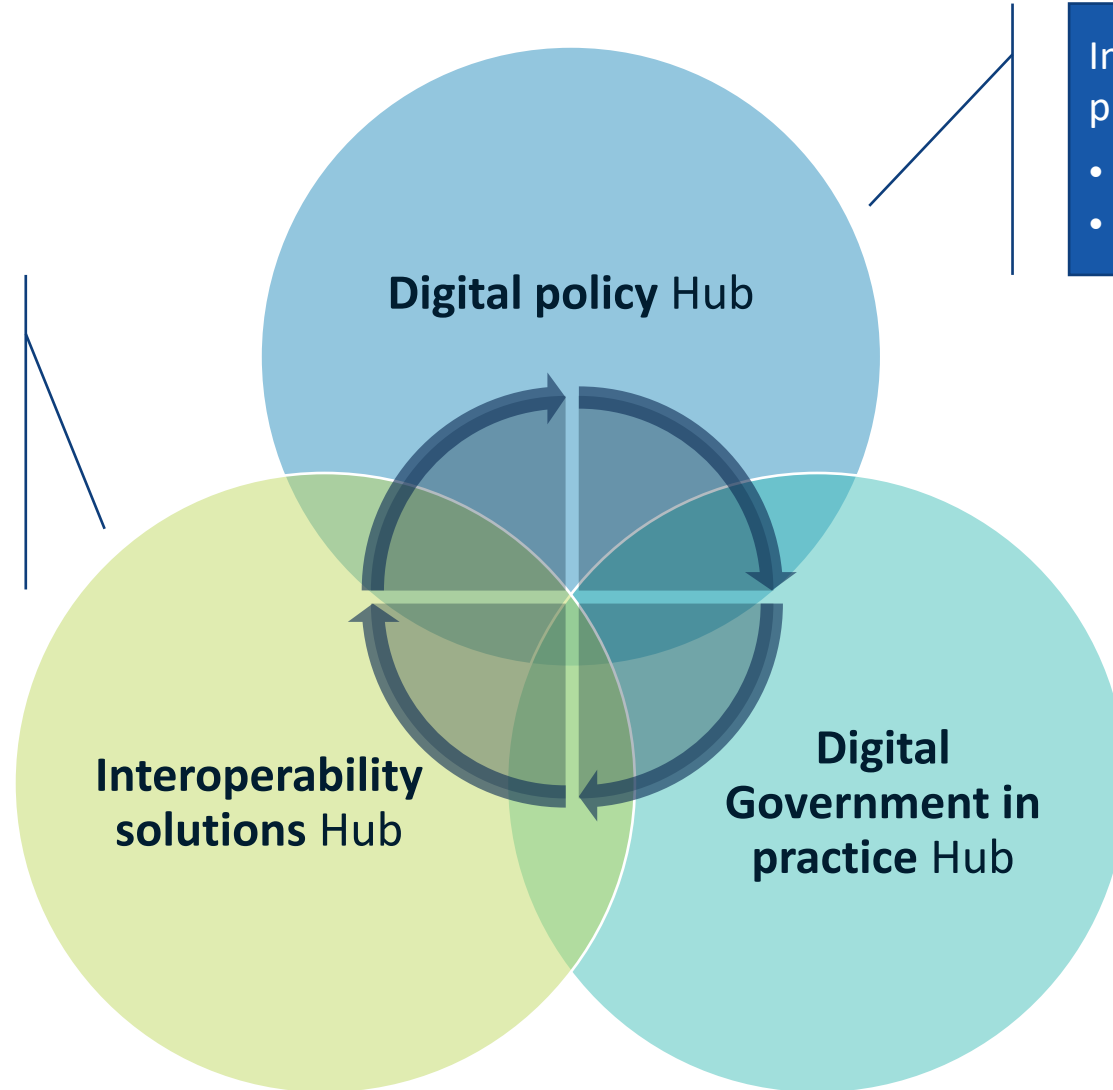 Digital policy Hub
Interoperability
solutions Hub
Digital
Government in
practice Hub